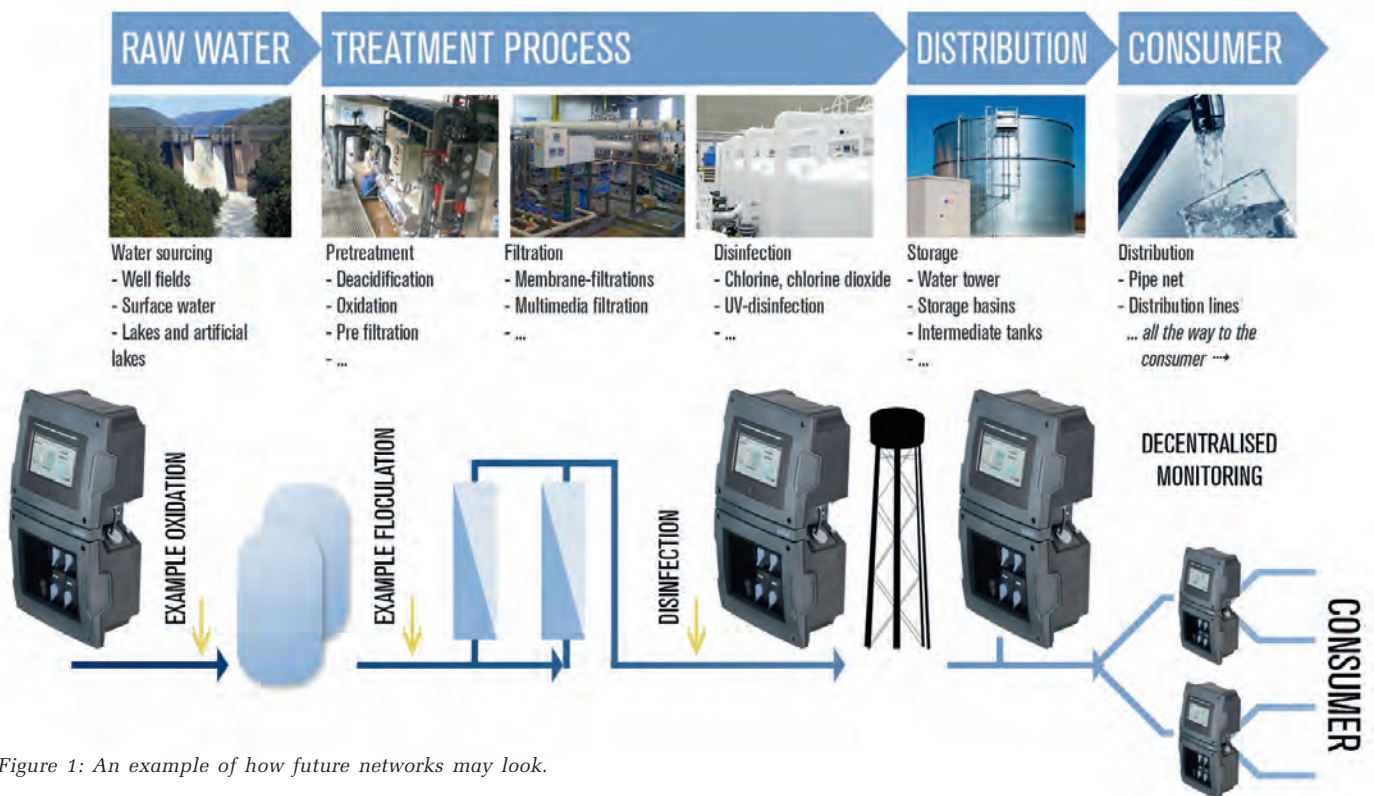 RAW WATER
TREATMENT PROCESS
DISTRIBUTION
CONSUMER
Water sourcing
- Well fields
- Surface water
- Lakes and artificial
lakes
Pretreatment
- Deacidification
- Oxidation
- Pre filtration
- ...
Filtration
- Membrane-filtrations
- Multimedia filtration
- ...
Disinfection
- Chlorine, chlorine dioxide
- UV-disinfection
- ...
Storage
- Water tower
- Storage basins
- Intermediate tanks
- ...
Distribution
- Pipe net
- Distribution lines
... all the way to the
consumer ⇢
EXAMPLE OXIDATION
EXAMPLE FLOCULATION
DISINFECTION
DECENTRALISED
MONITORING
CONSUMER
Figure 1: An example of how future networks may look.